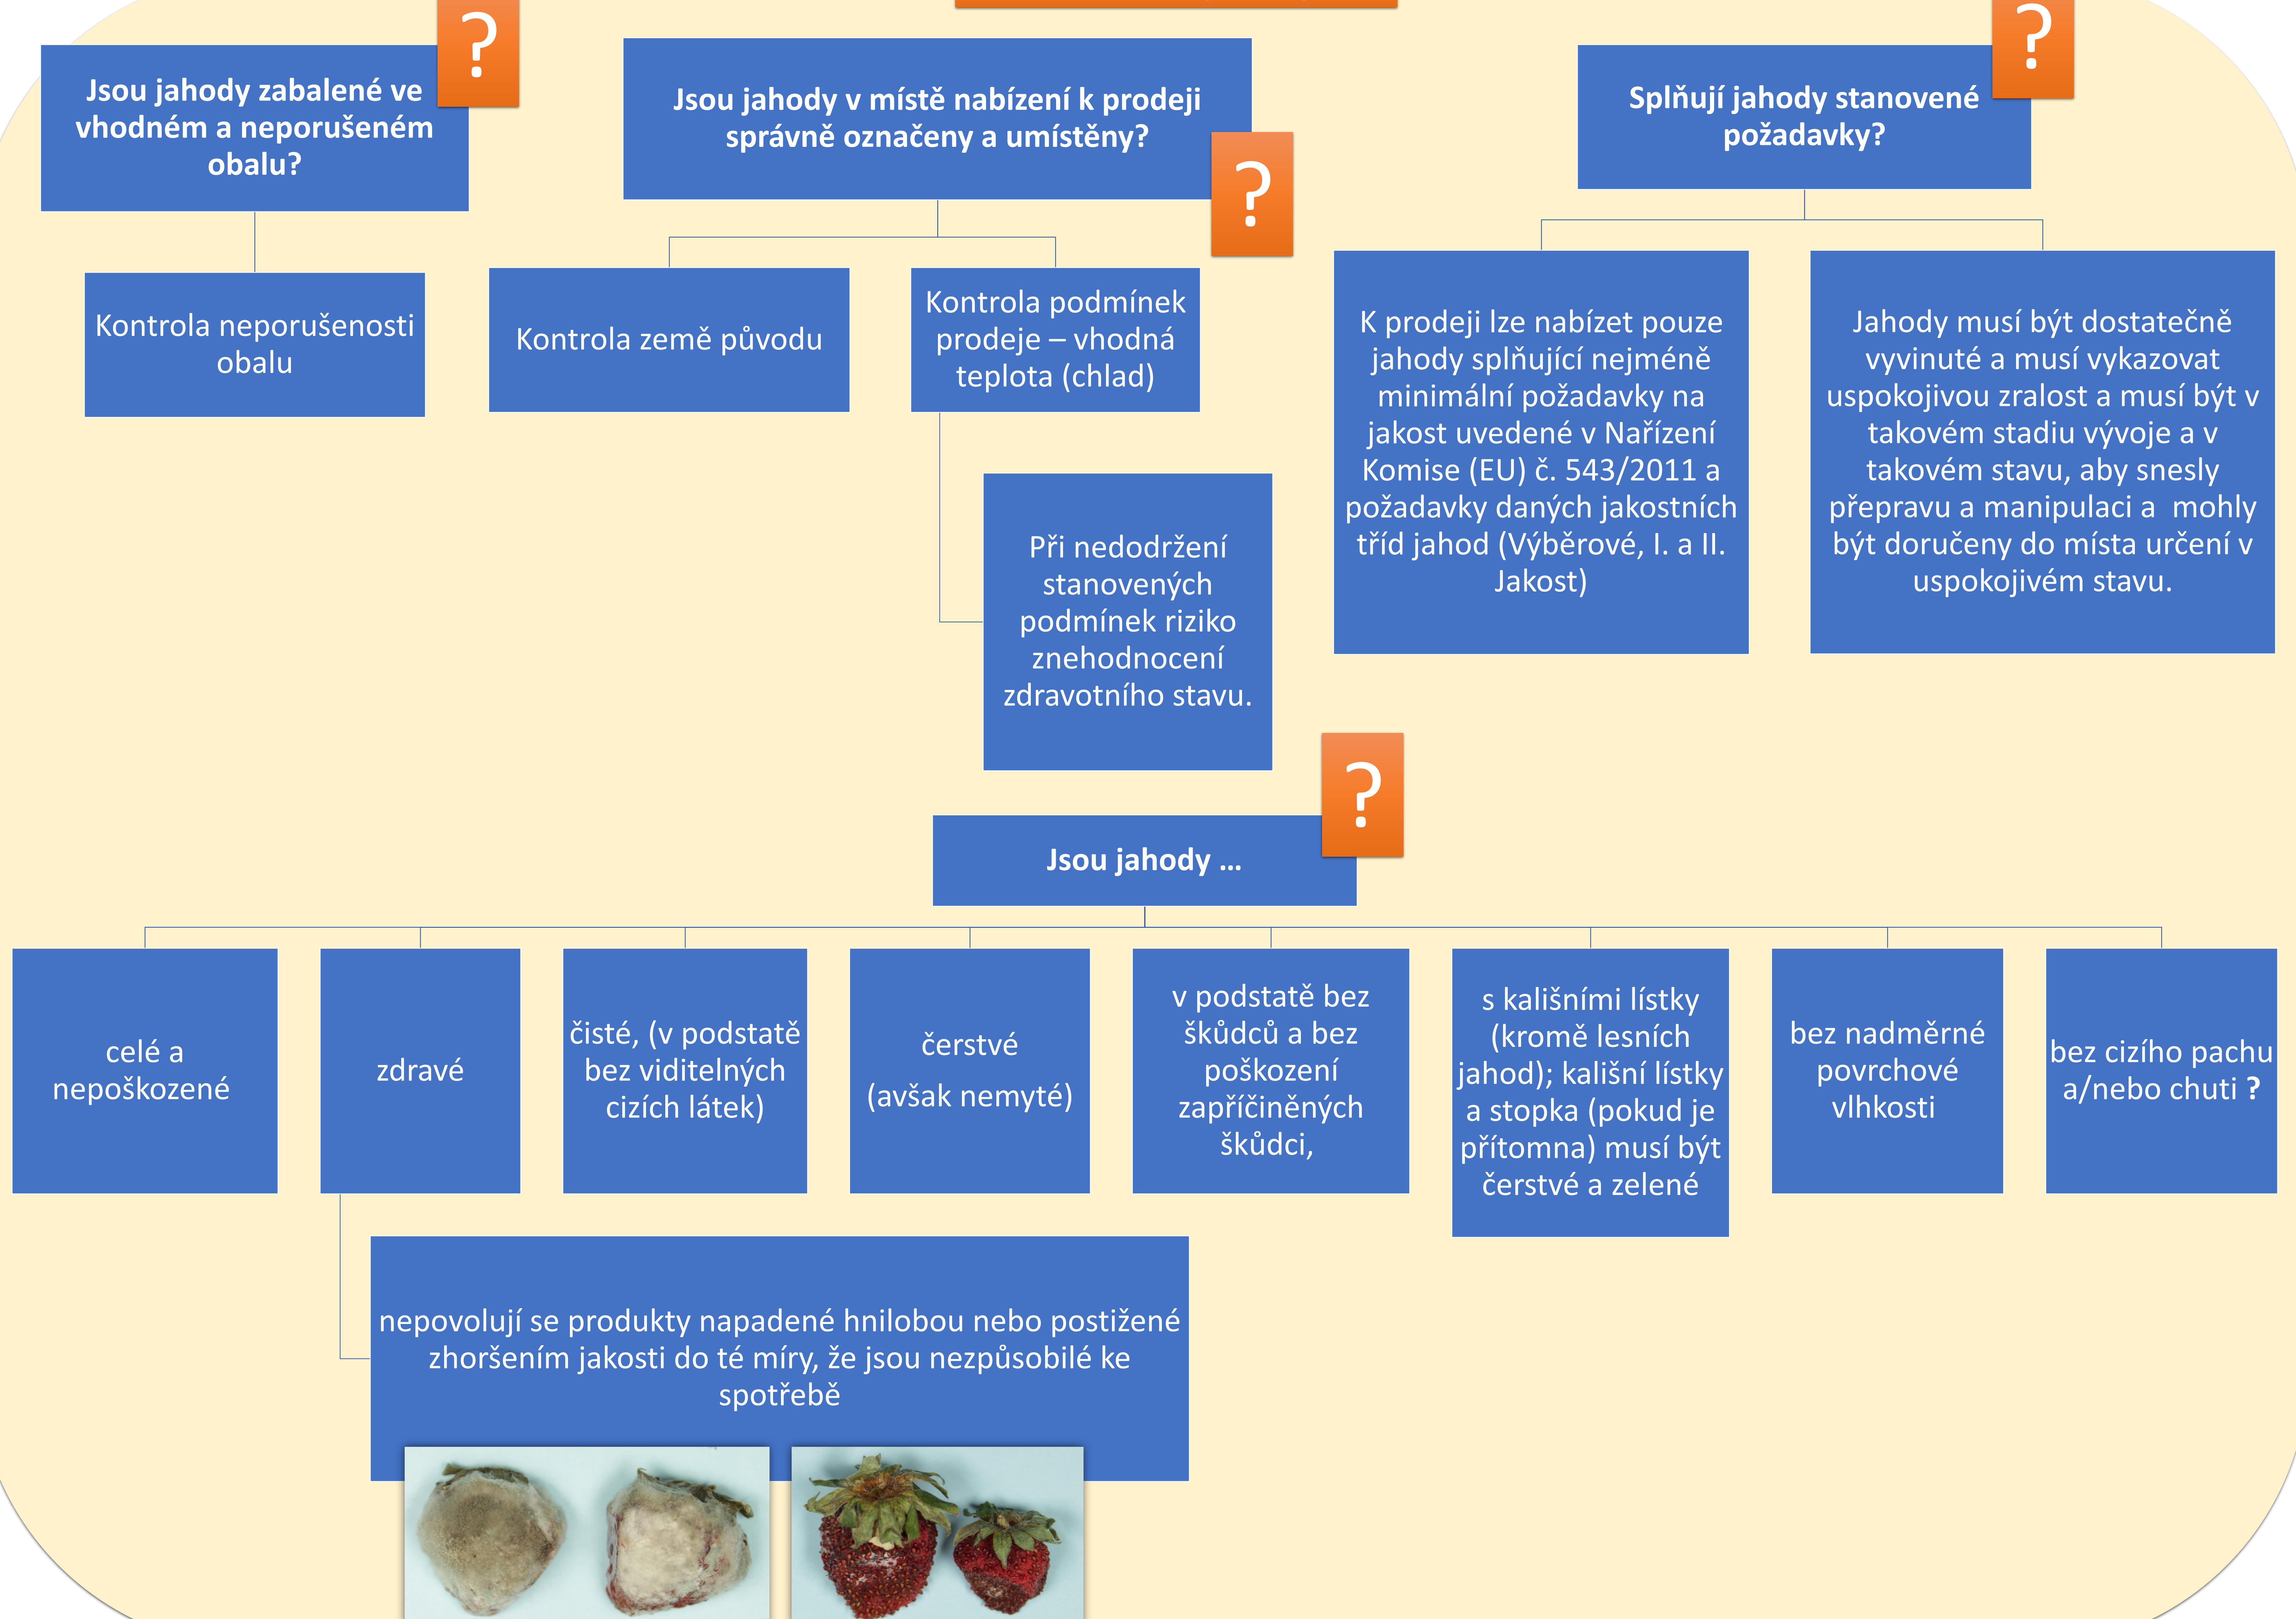 ?
Jsou jahody zabalené ve
vhodném a neporušeném
obalu?
Kontrola neporušenosti
obalu
Jsou jahody v místě nabízení k prodeji
správně označeny a umístěny?
?
Kontrola země původu
Kontrola podmínek
prodeje – vhodná
teplota (chlad)
Při nedodržení
stanovených
podmínek riziko
znehodnocení
zdravotního stavu.
?
Splňují jahody stanovené
požadavky?
K prodeji lze nabízet pouze
jahody splňující nejméně
minimální požadavky na
jakost uvedené v Nařízení
Komise (EU) č. 543/2011 a
požadavky daných jakostních
tříd jahod (Výběrové, I. a II.
Jakost)
Jahody musí být dostatečně
vyvinuté a musí vykazovat
uspokojivou zralost a musí být v
takovém stadiu vývoje a v
takovém stavu, aby snesly
přepravu a manipulaci a  mohly
být doručeny do místa určení v
uspokojivém stavu.
?
Jsou jahody ...
celé a
nepoškozené
zdravé
čisté, (v podstatě
bez viditelných
cizích látek)
čerstvé
(avšak nemyté)
v podstatě bez
škůdců a bez
poškození
zapříčiněných
škůdci,
s kališními lístky
(kromě lesních
jahod); kališní lístky
a stopka (pokud je
přítomna) musí být
čerstvé a zelené
bez nadměrné
povrchové
vlhkosti
bez cizího pachu
a/nebo chuti ?
nepovolují se produkty napadené hnilobou nebo postižené
zhoršením jakosti do té míry, že jsou nezpůsobilé ke
spotřebě